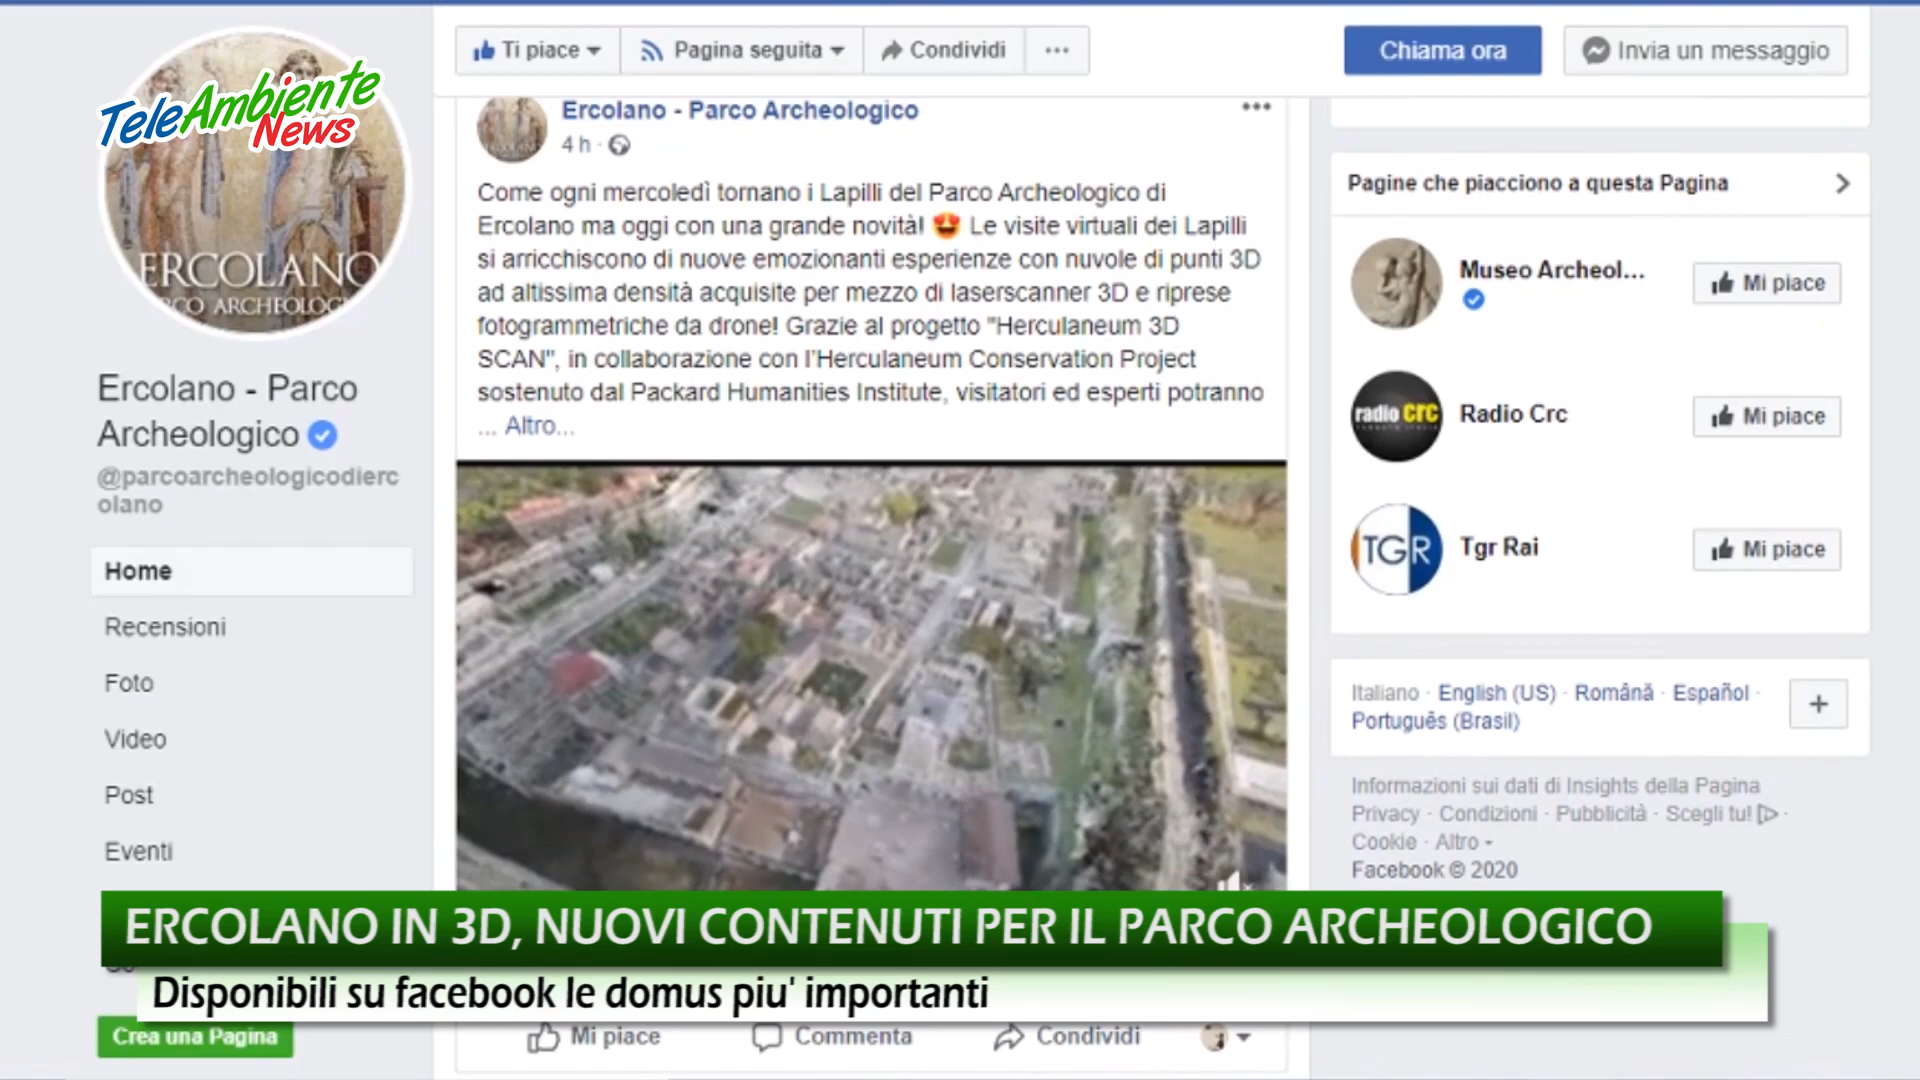 TeleAmbiente
News
ERCOLANO
Ercolano - Parco
Archeologico
@parcoarcheologicodierc
olano
Home
Recensioni
Foto
Video
Post
Eventi
Crea una Pagina
Ti piace
Pagina seguita
Condividi
Chiama ora
Invia un messaggio
Ercolano - Parco Archeologico
4 h ·
Come ogni mercoledì tornano i Lapilli del Parco Archeologico di
Ercolano ma oggi con una grande novità! 🤩 Le visite virtuali dei Lapilli
si arricchiscono di nuove emozionanti esperienze con nuvole di punti 3D
ad altissima densità acquisite per mezzo di laserscanner 3D e riprese
fotogrammetriche da drone! Grazie al progetto "Herculaneum 3D
SCAN", in collaborazione con l'Herculaneum Conservation Project
sostenuto dal Packard Humanities Institute, visitatori ed esperti potranno
... Altro...
Pagine che piacciono a questa Pagina
Museo Archeol...
Mi piace
radio CRC
Radio Crc
Mi piace
TGR
Tgr Rai
Mi piace
Italiano · English (US) · Română · Español ·
Português (Brasil)
Informazioni sui dati di Insights della Pagina
Privacy · Condizioni · Pubblicità · Scegli tu! ·
Cookie · Altro
Facebook © 2020
ERCOLANO IN 3D, NUOVI CONTENUTI PER IL PARCO ARCHEOLOGICO
Disponibili su facebook le domus piu' importanti
Mi piace
Commenta
Condividi